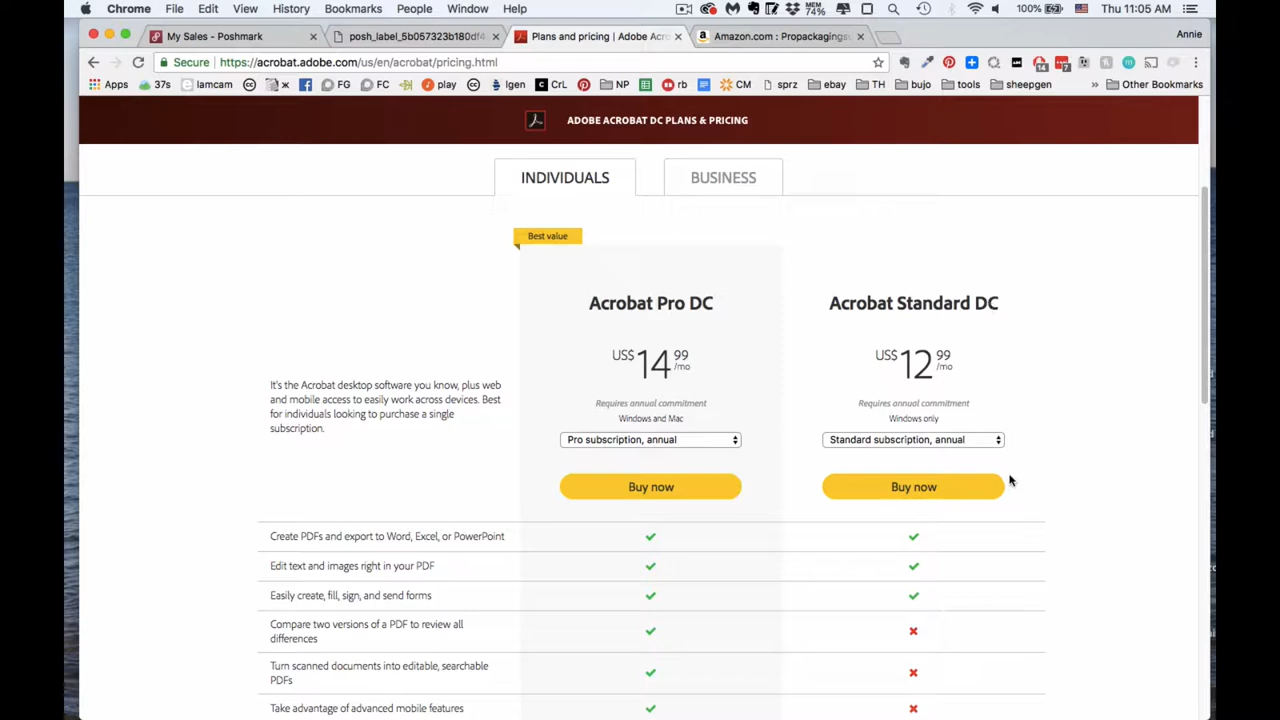 Chrome File Edit View History Bookmarks People Window Help MEM 74% 100% Thu 11:05 AM
My Sales - Poshmark posh_label_5b057323b180df4 Plans and pricing | Adobe Acro Amazon.com : Propackagings Annie
Secure https://acrobat.adobe.com/us/en/acrobat/pricing.html 14 7
Apps 37s iamcam FG FC play Igen CrL NP rb CM sprz ebay TH bujo tools sheepgen » Other Bookmarks
ADOBE ACROBAT DC PLANS & PRICING
INDIVIDUALS BUSINESS
Best value
Acrobat Pro DC Acrobat Standard DC
US$ 14 99 /mo US$ 12 99 /mo
Requires annual commitment Requires annual commitment
Windows and Mac Windows only
It's the Acrobat desktop software you know, plus web
and mobile access to easily work across devices. Best
for individuals looking to purchase a single
subscription.
Pro subscription, annual Standard subscription, annual
Buy now Buy now
Create PDFs and export to Word, Excel, or PowerPoint
Edit text and images right in your PDF
Easily create, fill, sign, and send forms
Compare two versions of a PDF to review all
differences
Turn scanned documents into editable, searchable
PDFs
Take advantage of advanced mobile features